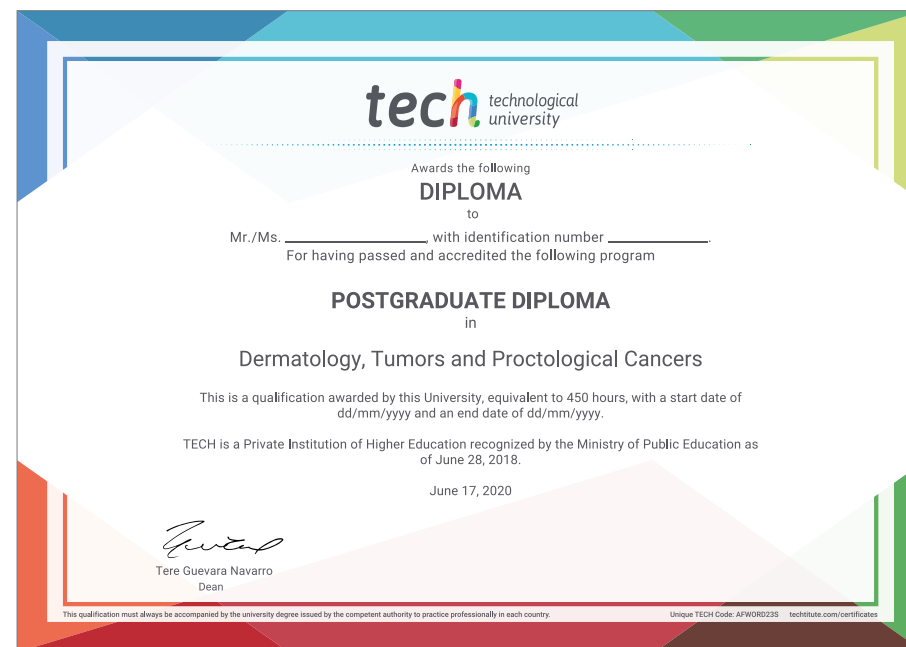 tech technological
university
Awards the following
DIPLOMA
to
Mr./Ms. ____________, with identification number ____________.
For having passed and accredited the following program
POSTGRADUATE DIPLOMA
in
Dermatology, Tumors and Proctological Cancers
This is a qualification awarded by this University, equivalent to 450 hours, with a start date of
dd/mm/yyyy and an end date of dd/mm/yyyy.
TECH is a Private Institution of Higher Education recognized by the Ministry of Public Education as
of June 28, 2018.
June 17, 2020
Tere Guevara Navarro
Dean
This qualification must always be accompanied by the university degree issued by the competent authority to practice professionally in each country. Unique TECH Code: AFWORD23S techtitute.com/certificates